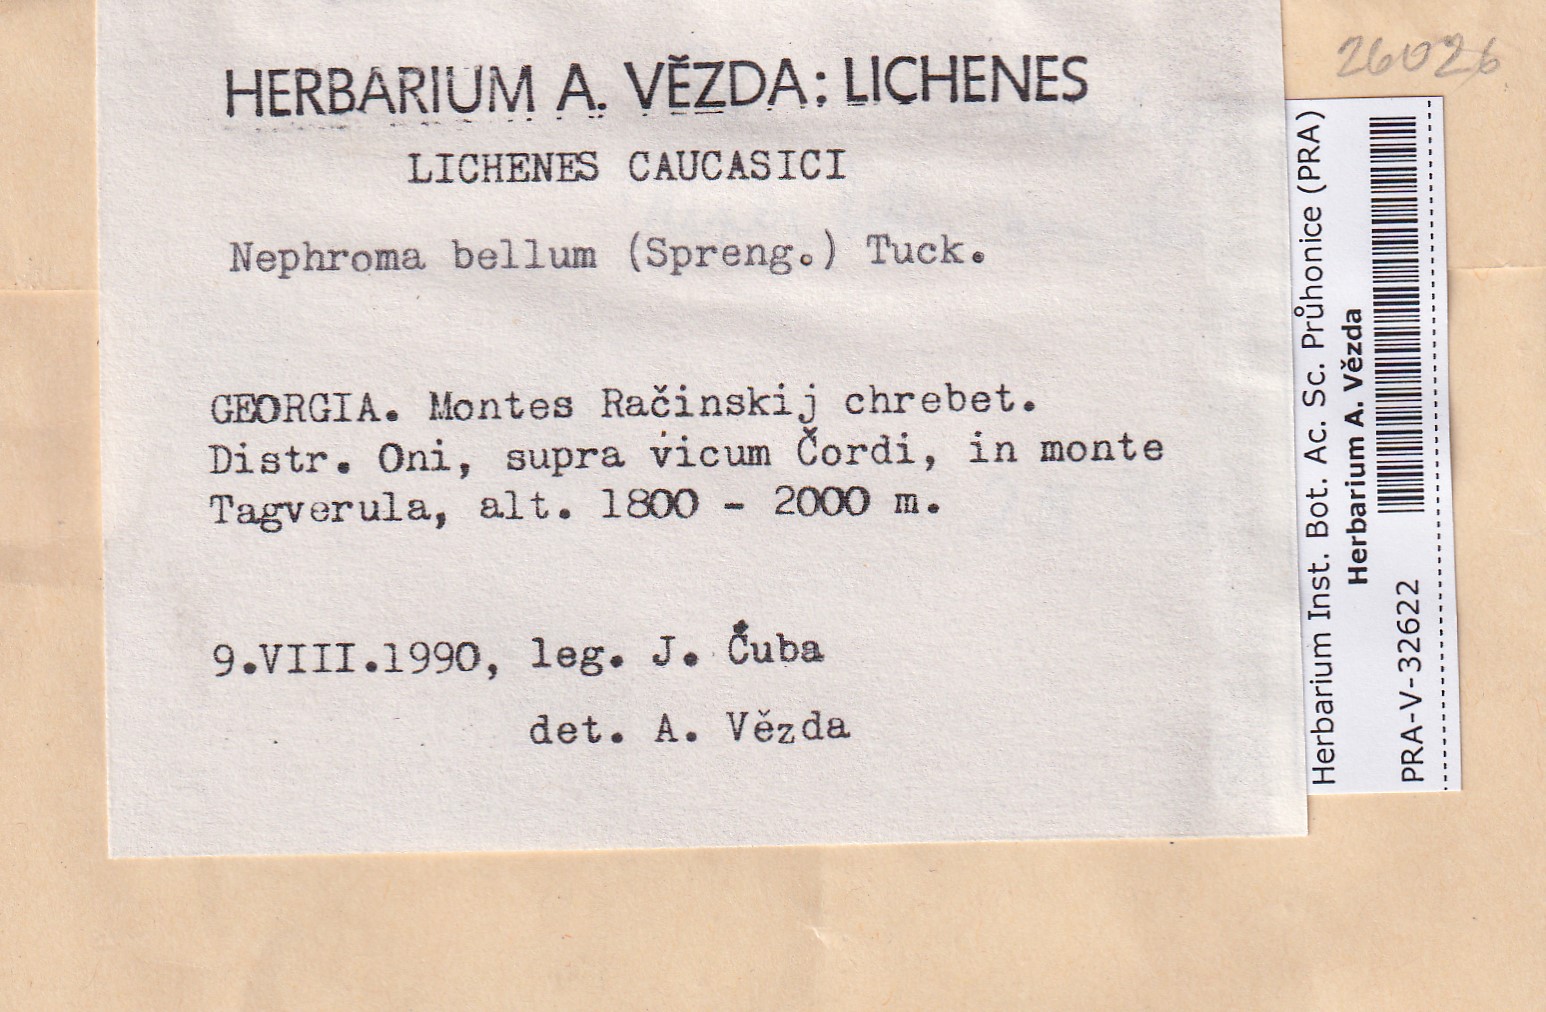 HERBARIUM A. VĚZDA: LICHENES
LICHENES CAUCASICI
Nephroma bellum (Spreng.) Tuck.
GEORGIA. Montes Račinskij chrebet.
Distr. Oni, supra vicum Čordi, in monte
Tagverula, alt. 1800 - 2000 m.
9.VIII.1990, leg. J. Čuba
det. A. Vězda
26026
Herbarium Inst. Bot. Ac. Sc. Průhonice (PRA)
Herbarium A. Vězda
PRA-V-32622